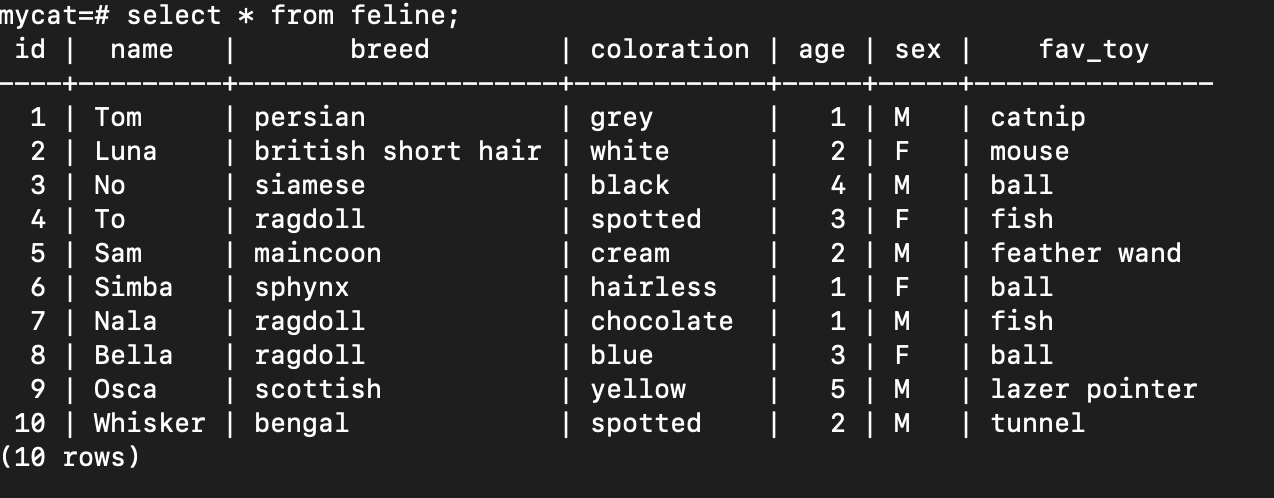 mycat=# select * from feline;
 id |  name   |       breed        | coloration | age | sex |    fav_toy
----+---------+--------------------+------------+-----+-----+---------------
  1 | Tom     | persian            | grey       |   1 | M   | catnip
  2 | Luna    | british short hair | white      |   2 | F   | mouse
  3 | No      | siamese            | black      |   4 | M   | ball
  4 | To      | ragdoll            | spotted    |   3 | F   | fish
  5 | Sam     | maincoon           | cream      |   2 | M   | feather wand
  6 | Simba   | sphynx             | hairless   |   1 | F   | ball
  7 | Nala    | ragdoll            | chocolate  |   1 | M   | fish
  8 | Bella   | ragdoll            | blue       |   3 | F   | ball
  9 | Osca    | scottish           | yellow     |   5 | M   | lazer pointer
 10 | Whisker | bengal             | spotted    |   2 | M   | tunnel
(10 rows)